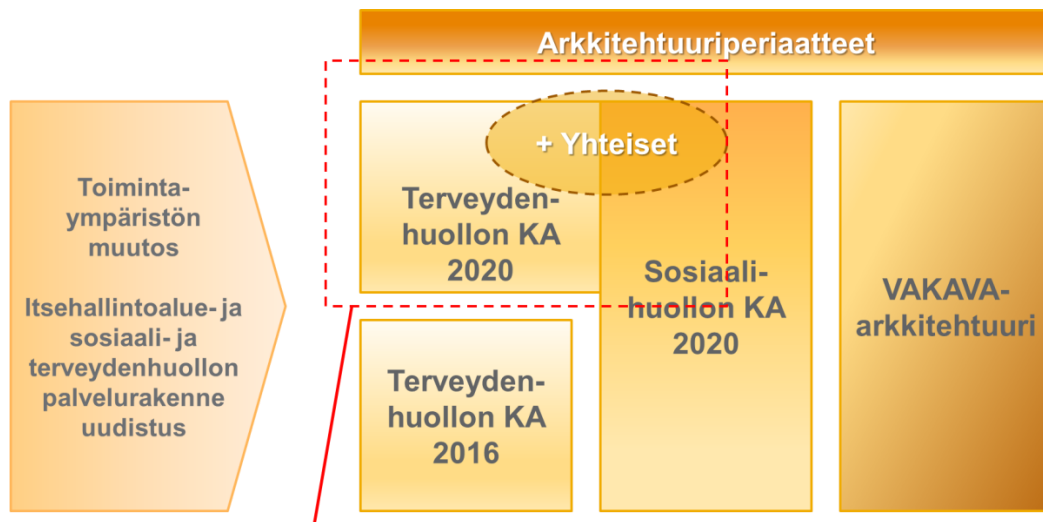 Arkkitehtuuriperiaatteet
Toiminta-
ympäristön
muutos
Itsehallintoalue- ja
sosiaali- ja
terveydenhuollon
palvelurakenne
uudistus
+ Yhteiset
Terveyden-
huollon KA
2020
Terveyden-
huollon KA
2016
Sosiaali-
huollon KA
2020
VAKAVA-
arkkitehtuuri